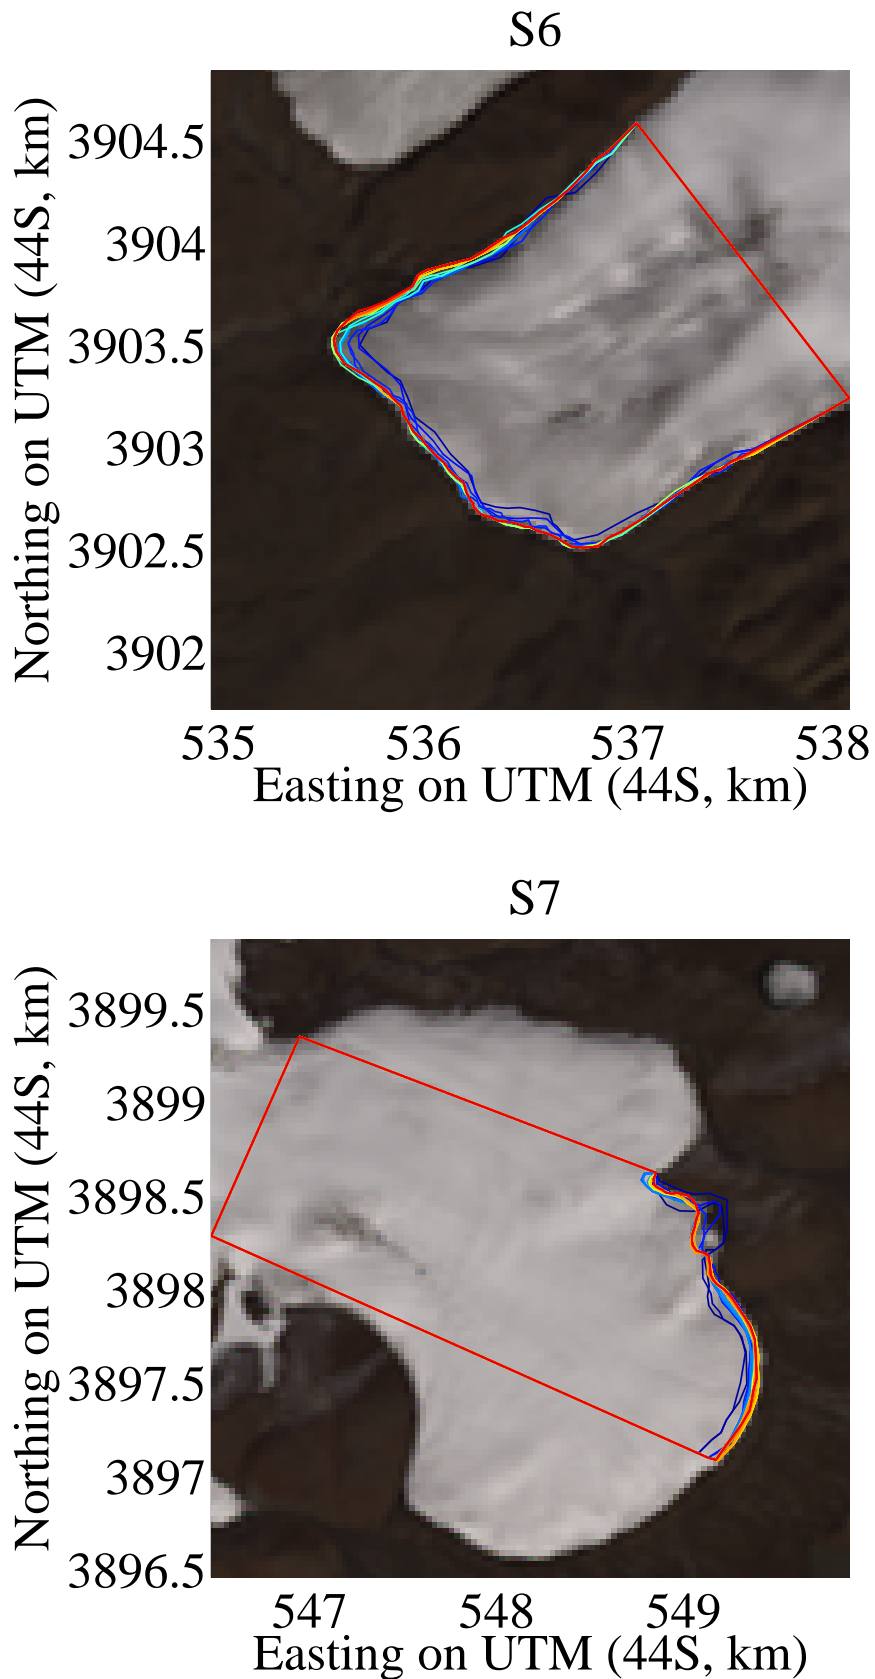 S6
Northing on UTM (44S, km)
3904.5
3904
3903.5
3903
3902.5
3902
535 536 537 538
Easting on UTM (44S, km)
S7
Northing on UTM (44S, km)
3899.5
3899
3898.5
3898
3897.5
3897
3896.5
547 548 549
Easting on UTM (44S, km)